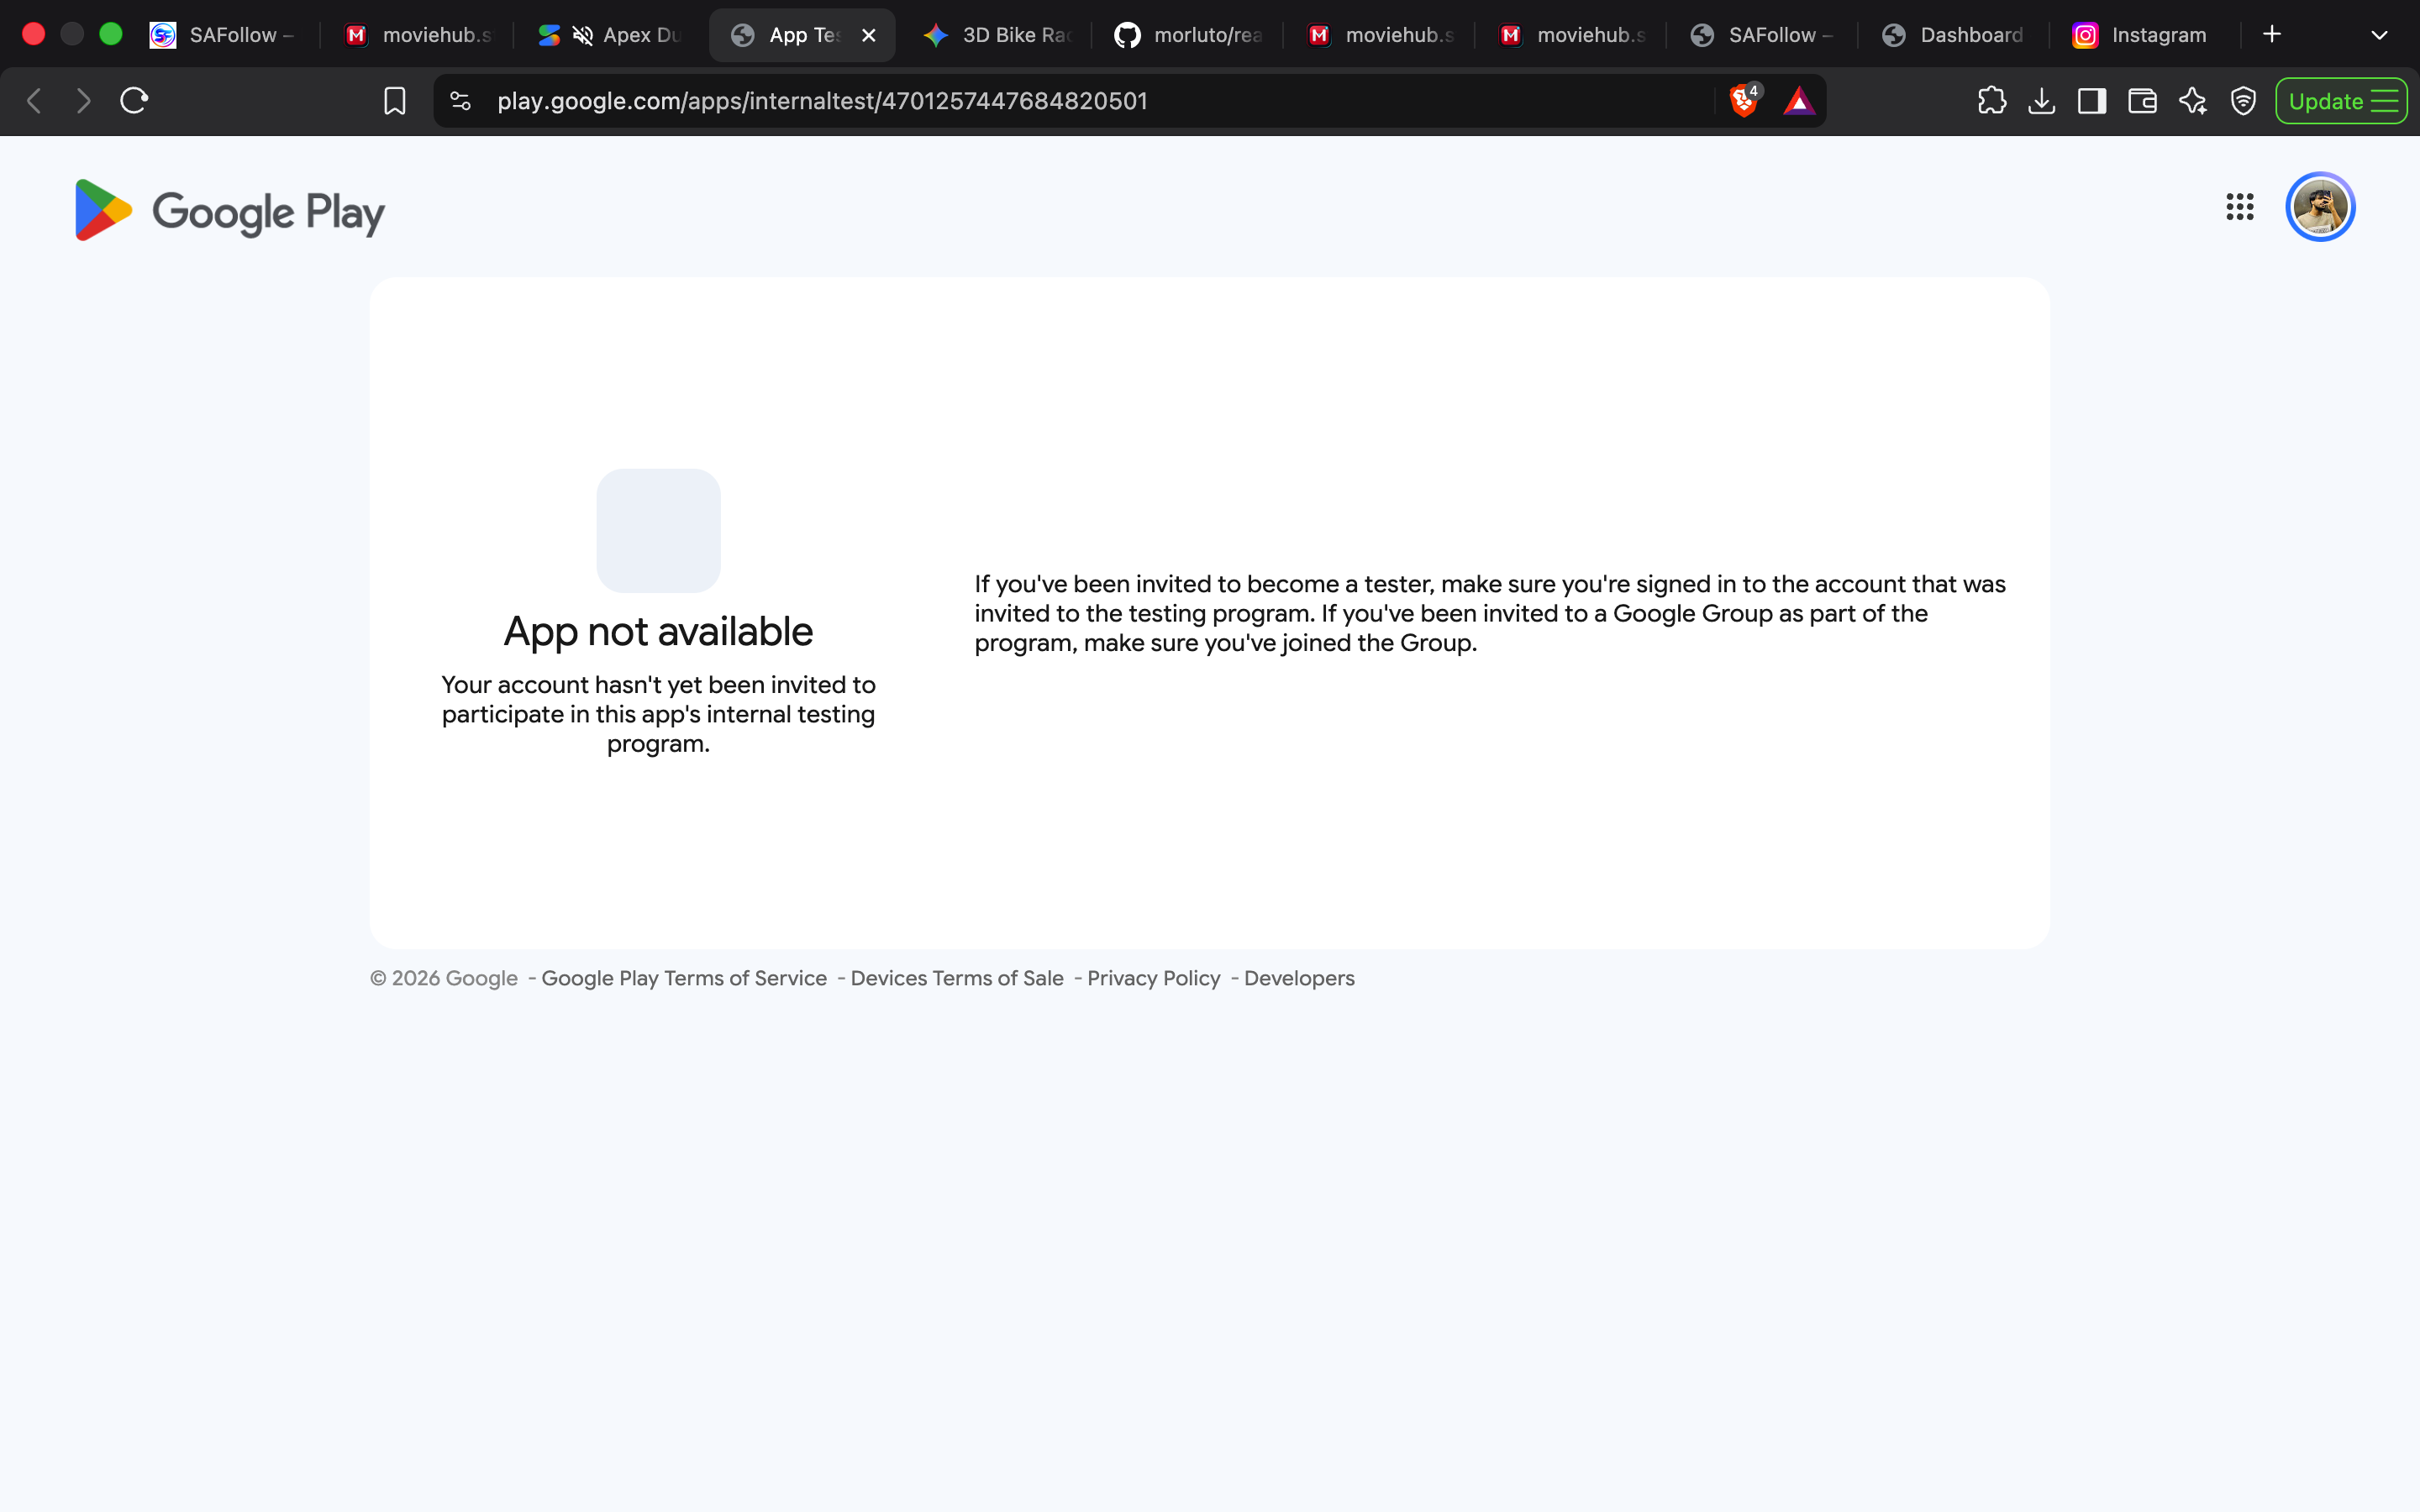 SAFollow –
moviehub.s
Apex Du
App Tes
3D Bike Rac
morluto/rea
moviehub.s
moviehub.s
SAFollow –
Dashboard
Instagram
play.google.com/apps/internaltest/4701257447684820501
4
Update
Google Play
App not available
Your account hasn't yet been invited to
participate in this app's internal testing
program.
If you've been invited to become a tester, make sure you're signed in to the account that was
invited to the testing program. If you've been invited to a Google Group as part of the
program, make sure you've joined the Group.
© 2026 Google - Google Play Terms of Service - Devices Terms of Sale - Privacy Policy - Developers